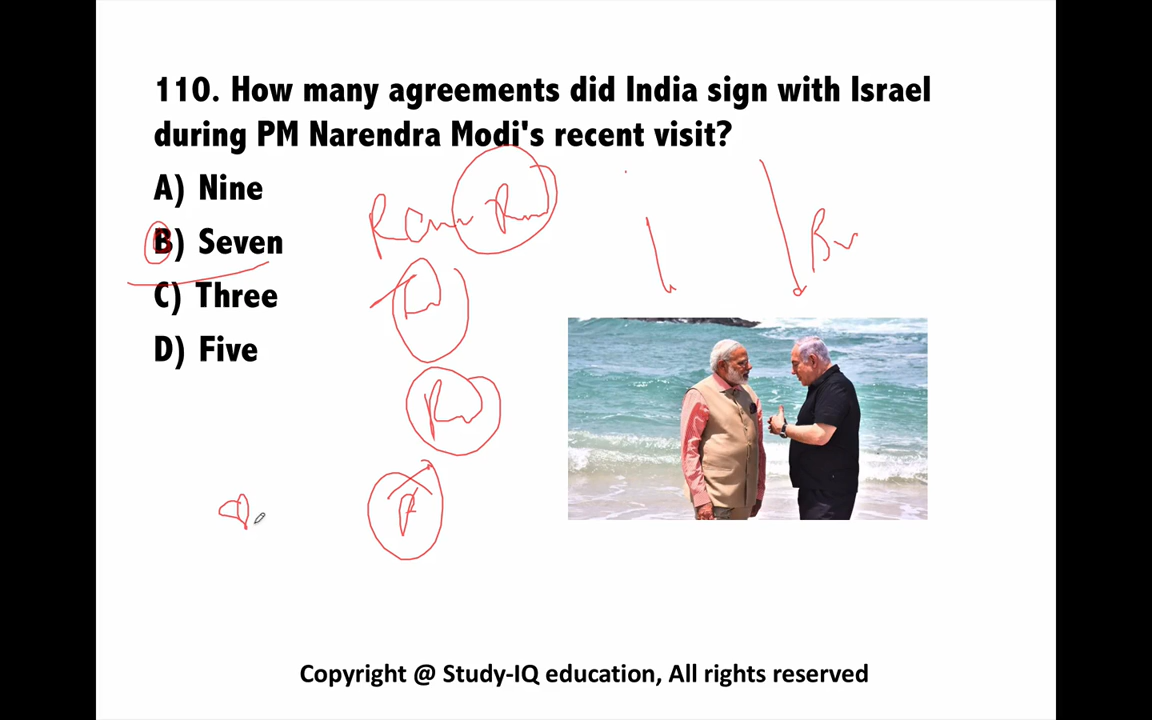 110. How many agreements did India sign with Israel
during PM Narendra Modi's recent visit?
A) Nine
B) Seven
C) Three
D) Five
Copyright @ Study-IQ education, All rights reserved